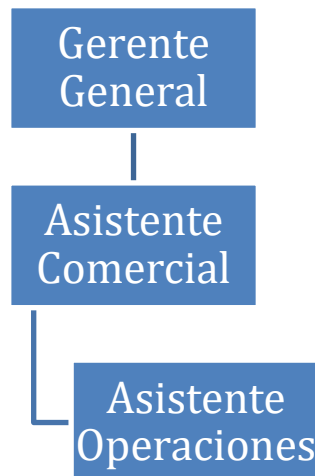 Gerente
General
Asistente
Comercial
Asistente
Operaciones